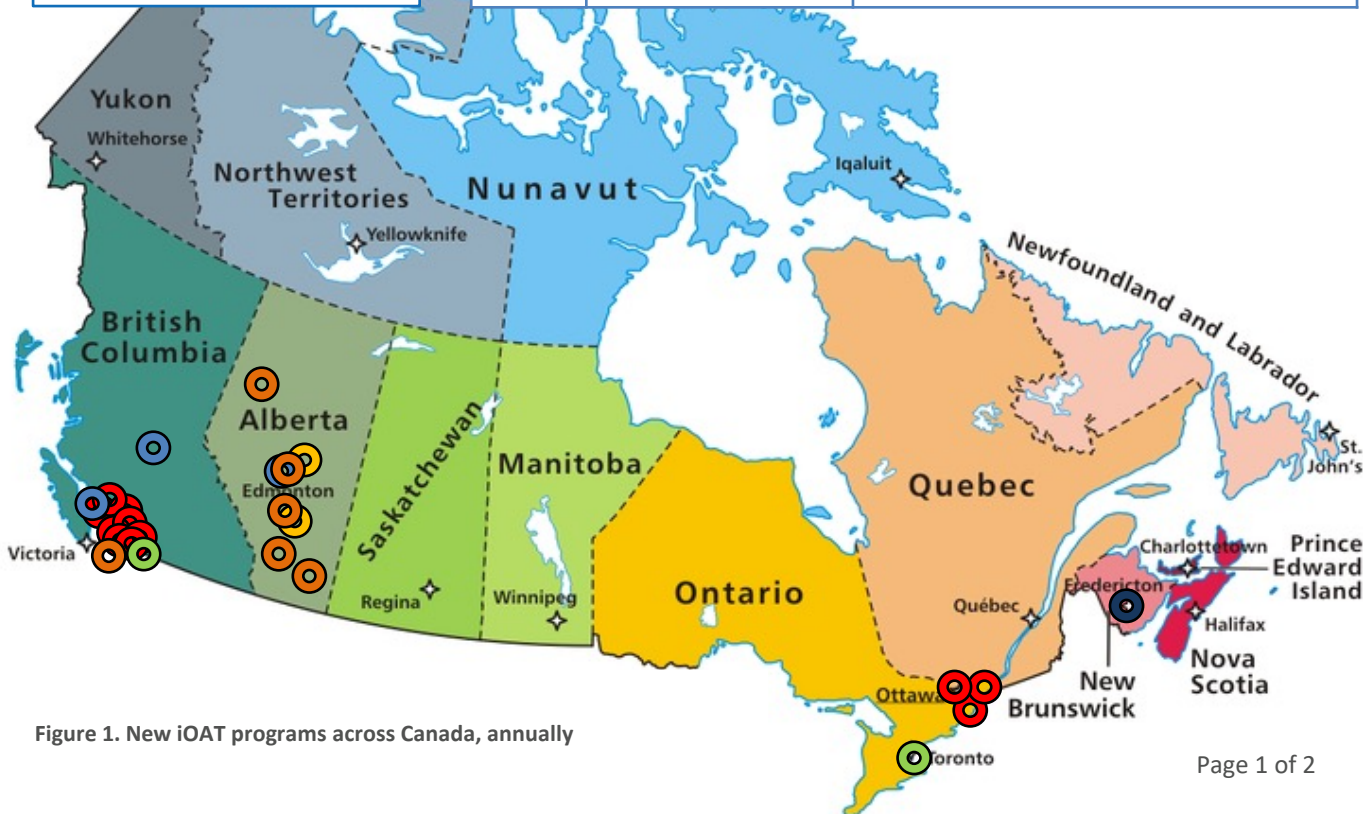 Yukon
Whitehorse
Northwest
Territories
Yellowknife
Nunavut
Iqaluit
Newfoundland and Labrador
St.
John's
British
Columbia
Victoria
Alberta
Edmonton
Saskatchewan
Regina
Manitoba
Winnipeg
Ontario
Ottawa
Toronto
Quebec
Québec
Charlottetown
Prince
Edward
Island
Fredericton
Halifax
Nova
Scotia
New
Brunswick
Figure 1. New iOAT programs across Canada, annually
Page 1 of 2